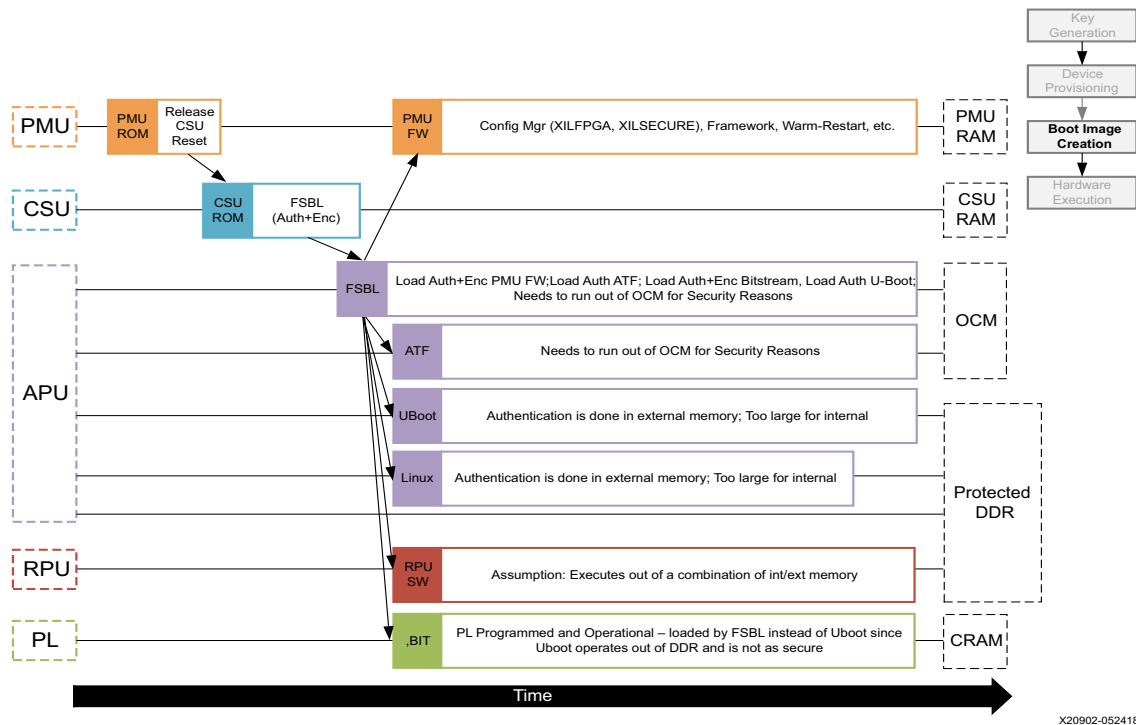 Key
Generation
Device
Provisioning
Boot Image
Creation
Hardware
Execution
PMU
PMU
ROM
Release
CSU
Reset
PMU
FW
Config Mgr (XILFPGA, XILSECURE), Framework, Warm-Restart, etc.
PMU
RAM
CSU
CSU
ROM
FSBL
(Auth+Enc)
CSU
RAM
APU
FSBL
Load Auth+Enc PMU FW;Load Auth ATF; Load Auth+Enc Bitstream, Load Auth U-Boot;
Needs to run out of OCM for Security Reasons
OCM
ATF
Needs to run out of OCM for Security Reasons
UBoot
Authentication is done in external memory; Too large for internal
Linux
Authentication is done in external memory; Too large for internal
Protected
DDR
RPU
RPU
SW
Assumption: Executes out of a combination of int/ext memory
PL
,BIT
PL Programmed and Operational – loaded by FSBL instead of Uboot since
Uboot operates out of DDR and is not as secure
CRAM
Time
X20902-052418